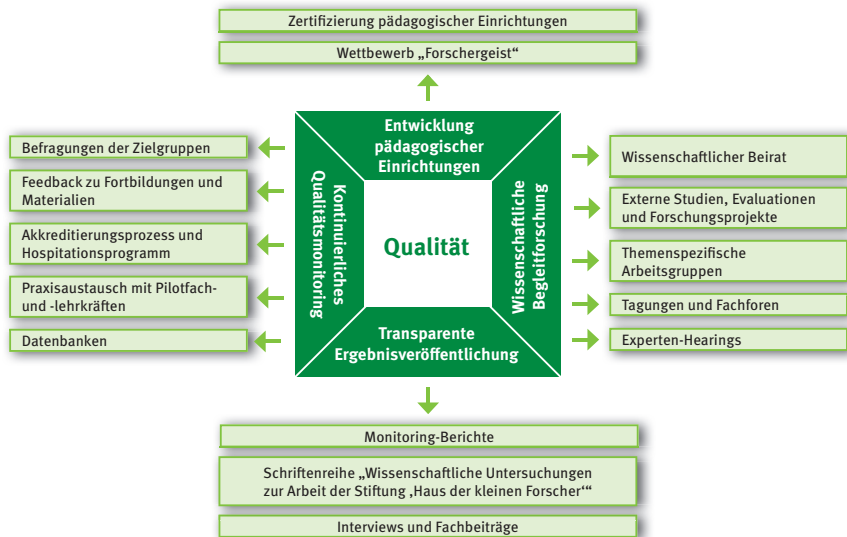 Zertifizierung pädagogischer Einrichtungen
Wettbewerb „Forschergeist“
Entwicklung
pädagogischer
Einrichtungen
Befragungen der Zielgruppen
Feedback zu Fortbildungen und
Materialien
Akkreditierungsprozess und
Hospitationsprogramm
Praxisaustausch mit Pilotfach-
und -lehrkräften
Datenbanken
Kontinuierliches
Qualitätsmonitoring
Qualität
Wissenschaftliche
Begleitforschung
Wissenschaftlicher Beirat
Externe Studien, Evaluationen
und Forschungsprojekte
Themenspezifische
Arbeitsgruppen
Tagungen und Fachforen
Experten-Hearings
Transparente
Ergebnisveröffentlichung
Monitoring-Berichte
Schriftenreihe „Wissenschaftliche Untersuchungen
zur Arbeit der Stiftung ‚Haus der kleinen Forscher‘“
Interviews und Fachbeiträge